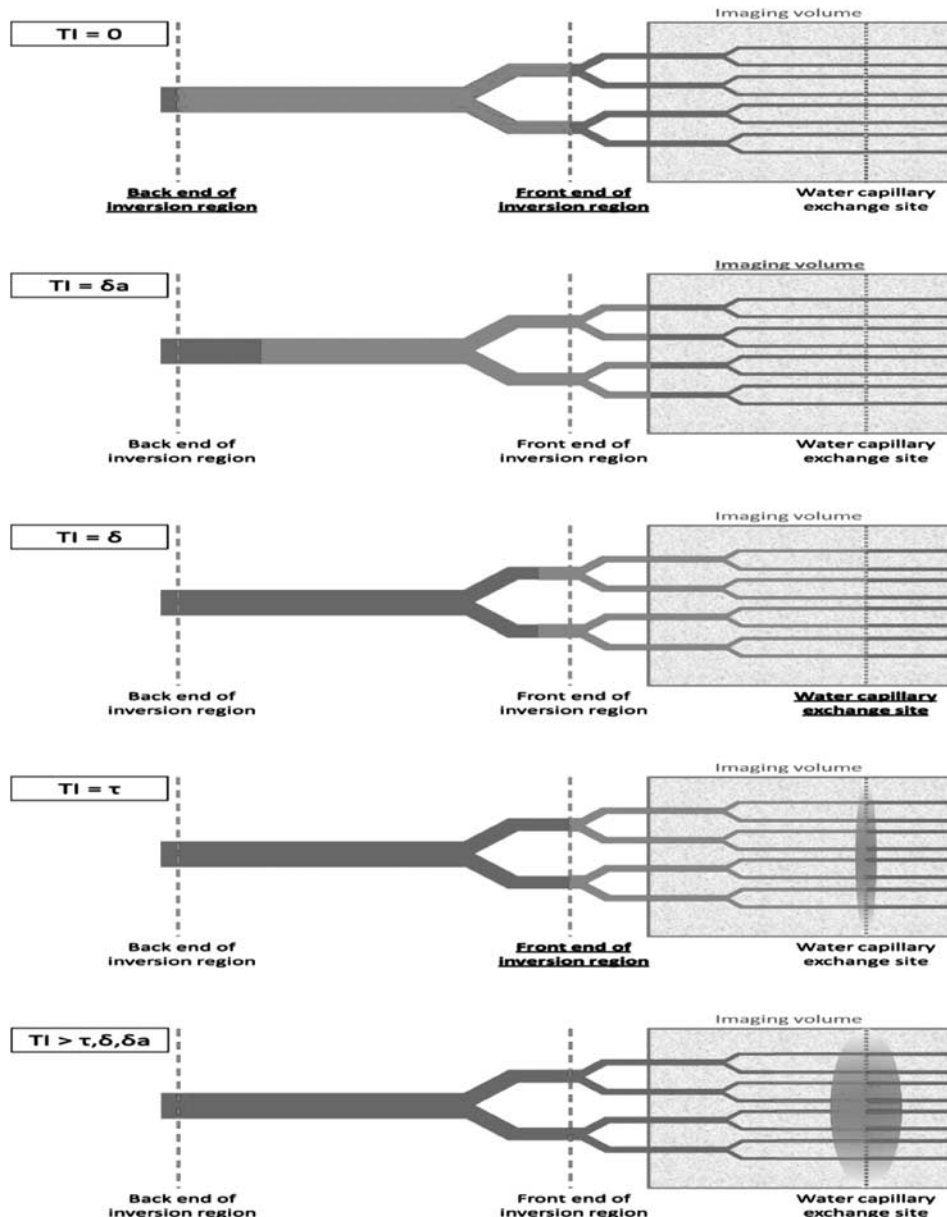 Imaging volume
TI = 0
Back end of
inversion region
Front end of
inversion region
Water capillary
exchange site
Imaging volume
TI = δa
Back end of
inversion region
Front end of
inversion region
Water capillary
exchange site
Imaging volume
TI = δ
Back end of
inversion region
Front end of
inversion region
Water capillary
exchange site
Imaging volume
TI = τ
Back end of
inversion region
Front end of
inversion region
Water capillary
exchange site
Imaging volume
TI > τ,δ,δa
Back end of
inversion region
Front end of
inversion region
Water capillary
exchange site